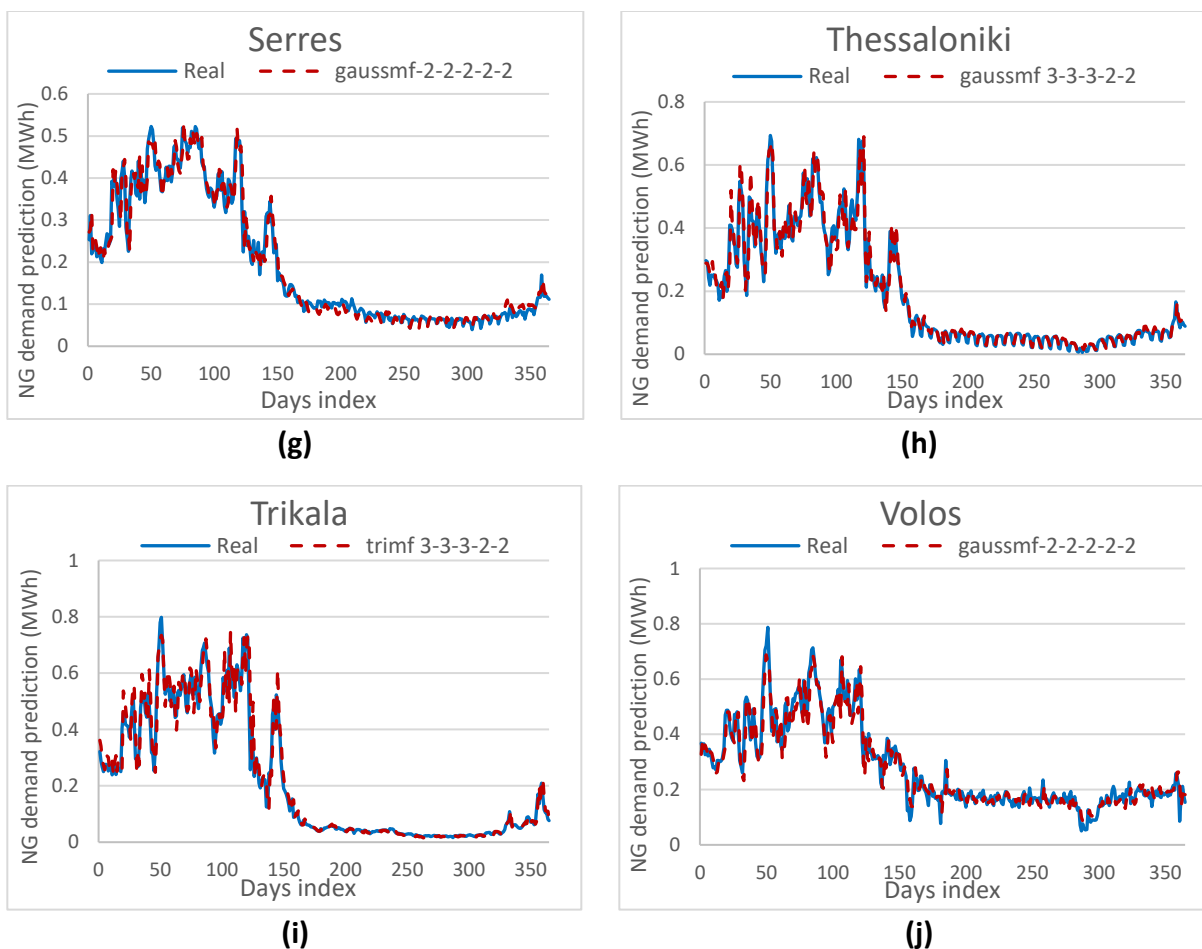 Serres
Real gaussmf-2-2-2-2-2
NG demand prediction (MWh)
0.6
0.5
0.4
0.3
0.2
0.1
0
0 50 100 150 200 250 300 350
Days index
(g)
Thessaloniki
Real gaussmf 3-3-3-2-2
NG demand prediction (MWh)
0.8
0.6
0.4
0.2
0
0 50 100 150 200 250 300 350
Days index
(h)
Trikala
Real trimf 3-3-3-2-2
NG demand prediction (MWh)
1
0.8
0.6
0.4
0.2
0
0 50 100 150 200 250 300 350
Days index
(i)
Volos
Real gaussmf-2-2-2-2-2
NG demand prediction (MWh)
1
0.8
0.6
0.4
0.2
0
0 50 100 150 200 250 300 350
Days index
(j)